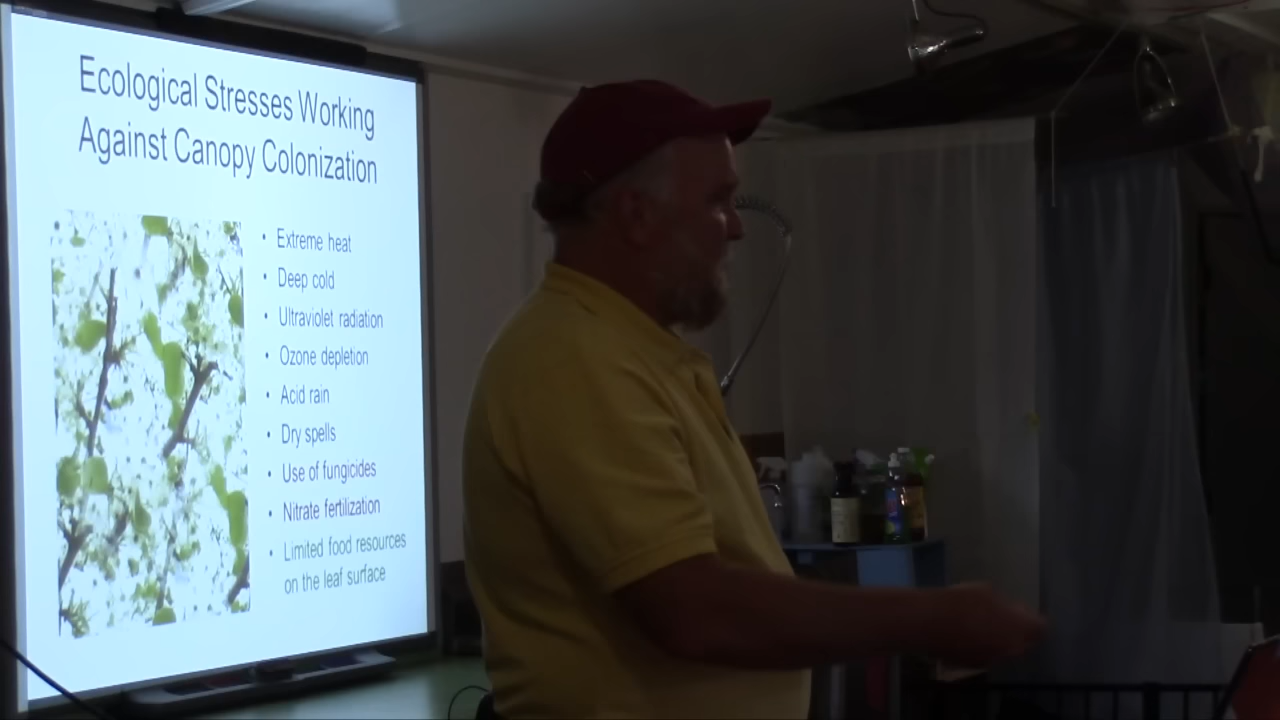 Ecological Stresses Working
Against Canopy Colonization
• Extreme heat
• Deep cold
• Ultraviolet radiation
• Ozone depletion
• Acid rain
• Dry spells
• Use of fungicides
• Nitrate fertilization
• Limited food resources
on the leaf surface